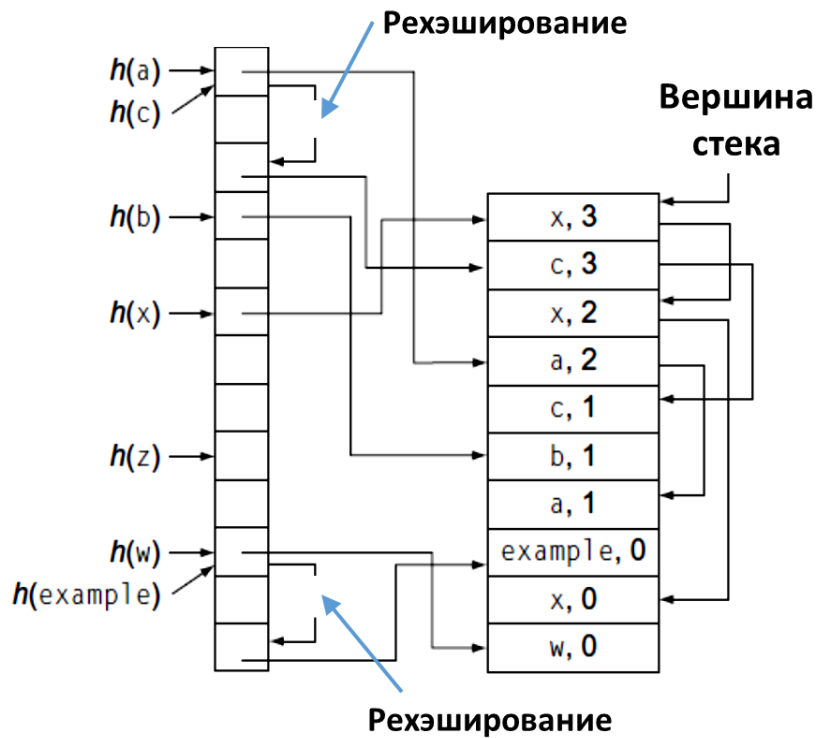 Рехэширование
h(a)
h(c)
Вершина
стека
h(b)
x, 3
c, 3
h(x)
x, 2
a, 2
c, 1
h(z)
b, 1
a, 1
h(w)
example, 0
h(example)
x, 0
w, 0
Рехэширование